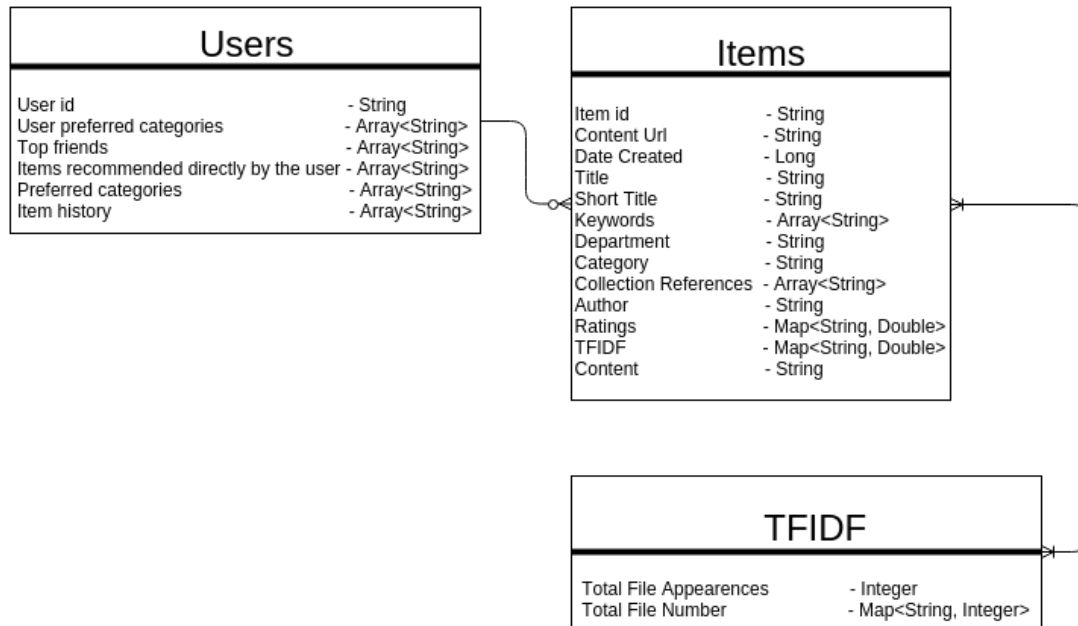 Users
User id - String
User preferred categories - Array<String>
Top friends - Array<String>
Items recommended directly by the user - Array<String>
Preferred categories - Array<String>
Item history - Array<String>
Items
Item id - String
Content Url - String
Date Created - Long
Title - String
Short Title - String
Keywords - Array<String>
Department - String
Category - String
Collection References - Array<String>
Author - String
Ratings - Map<String, Double>
TFIDF - Map<String, Double>
Content - String
TFIDF
Total File Appearences - Integer
Total File Number - Map<String, Integer>